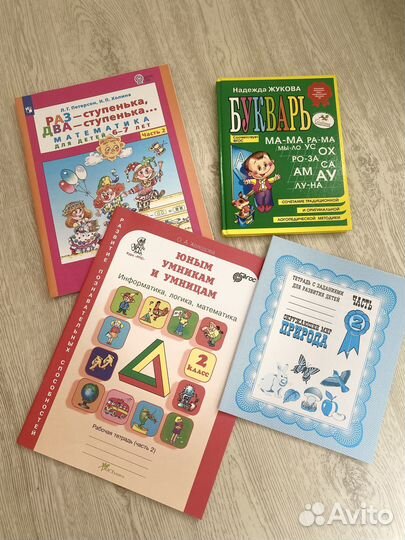 Л.Г. Петерсон, Н.П. Холина
РАЗ – ступенька,
ДВА – ступенька...
МАТЕМАТИКА
ДЛЯ ДЕТЕЙ 6–7 ЛЕТ
Часть 2
Надежда ЖУКОВА
БУКВАРЬ
ФГОС
МА-МА РА-МА
МЫ-ЛО УС ОХ
РО-ЗА СА
АМ АУ
ЛУ-НА
СОЧЕТАНИЕ ТРАДИЦИОННОЙ
И ОРИГИНАЛЬНОЙ
ЛОГОПЕДИЧЕСКОЙ МЕТОДИК
РАЗВИТИЕ ПОЗНАВАТЕЛЬНЫХ СПОСОБНОСТЕЙ
ЮНЫМ
УМНИКАМ
И УМНИЦАМ
ФГОС
Информатика, логика, математика
2
КЛАСС
Рабочая тетрадь (часть 2)
ТЕТРАДЬ С ЗАДАНИЯМИ
ДЛЯ РАЗВИТИЯ ДЕТЕЙ
ЧАСТЬ
2
ОКРУЖАЮЩИЙ МИР
ПРИРОДА
Avito